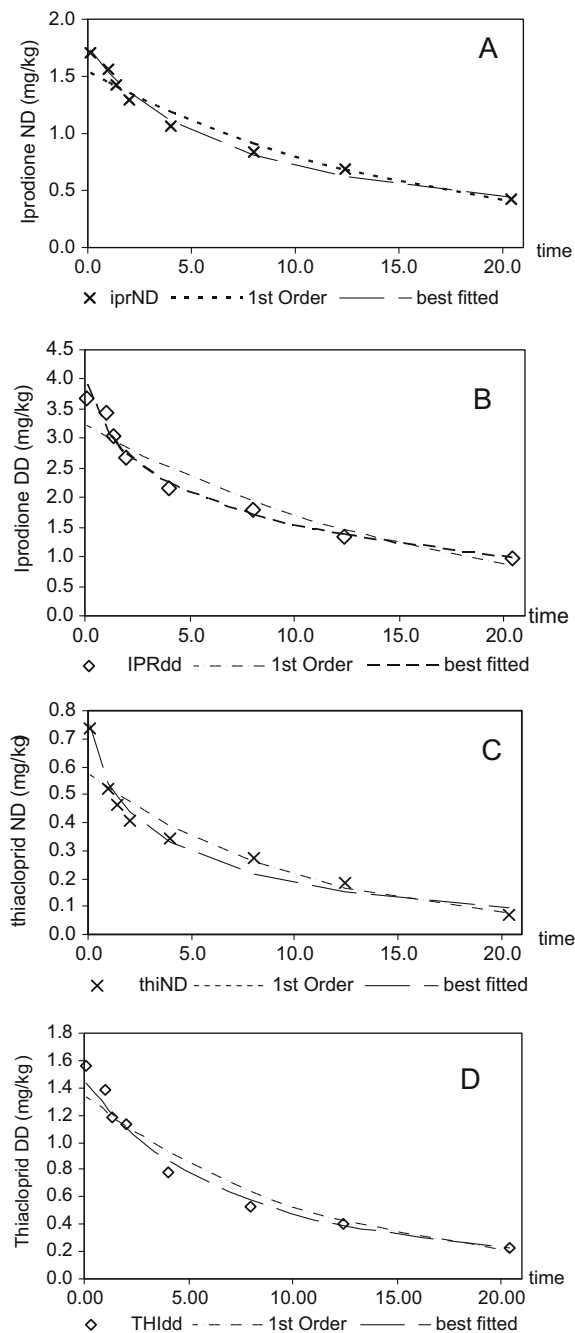 A
Iprodione ND (mg/kg)
2.0
1.5
1.0
0.5
0.0
0.0 5.0 10.0 15.0 20.0
time
iprND 1st Order best fitted
B
Iprodione DD (mg/kg)
4.5
4.0
3.5
3.0
2.5
2.0
1.5
1.0
0.5
0.0
0.0 5.0 10.0 15.0 20.0
time
IPRdd 1st Order best fitted
C
thiacloprid ND (mg/kg)
0.8
0.7
0.6
0.5
0.4
0.3
0.2
0.1
0.0
0.0 5.0 10.0 15.0 20.0
time
thiND 1st Order best fitted
D
Thiacloprid DD (mg/kg)
1.8
1.6
1.4
1.2
1.0
0.8
0.6
0.4
0.2
0.0
0.00 5.00 10.00 15.00 20.00
time
THIdd 1st Order best fitted